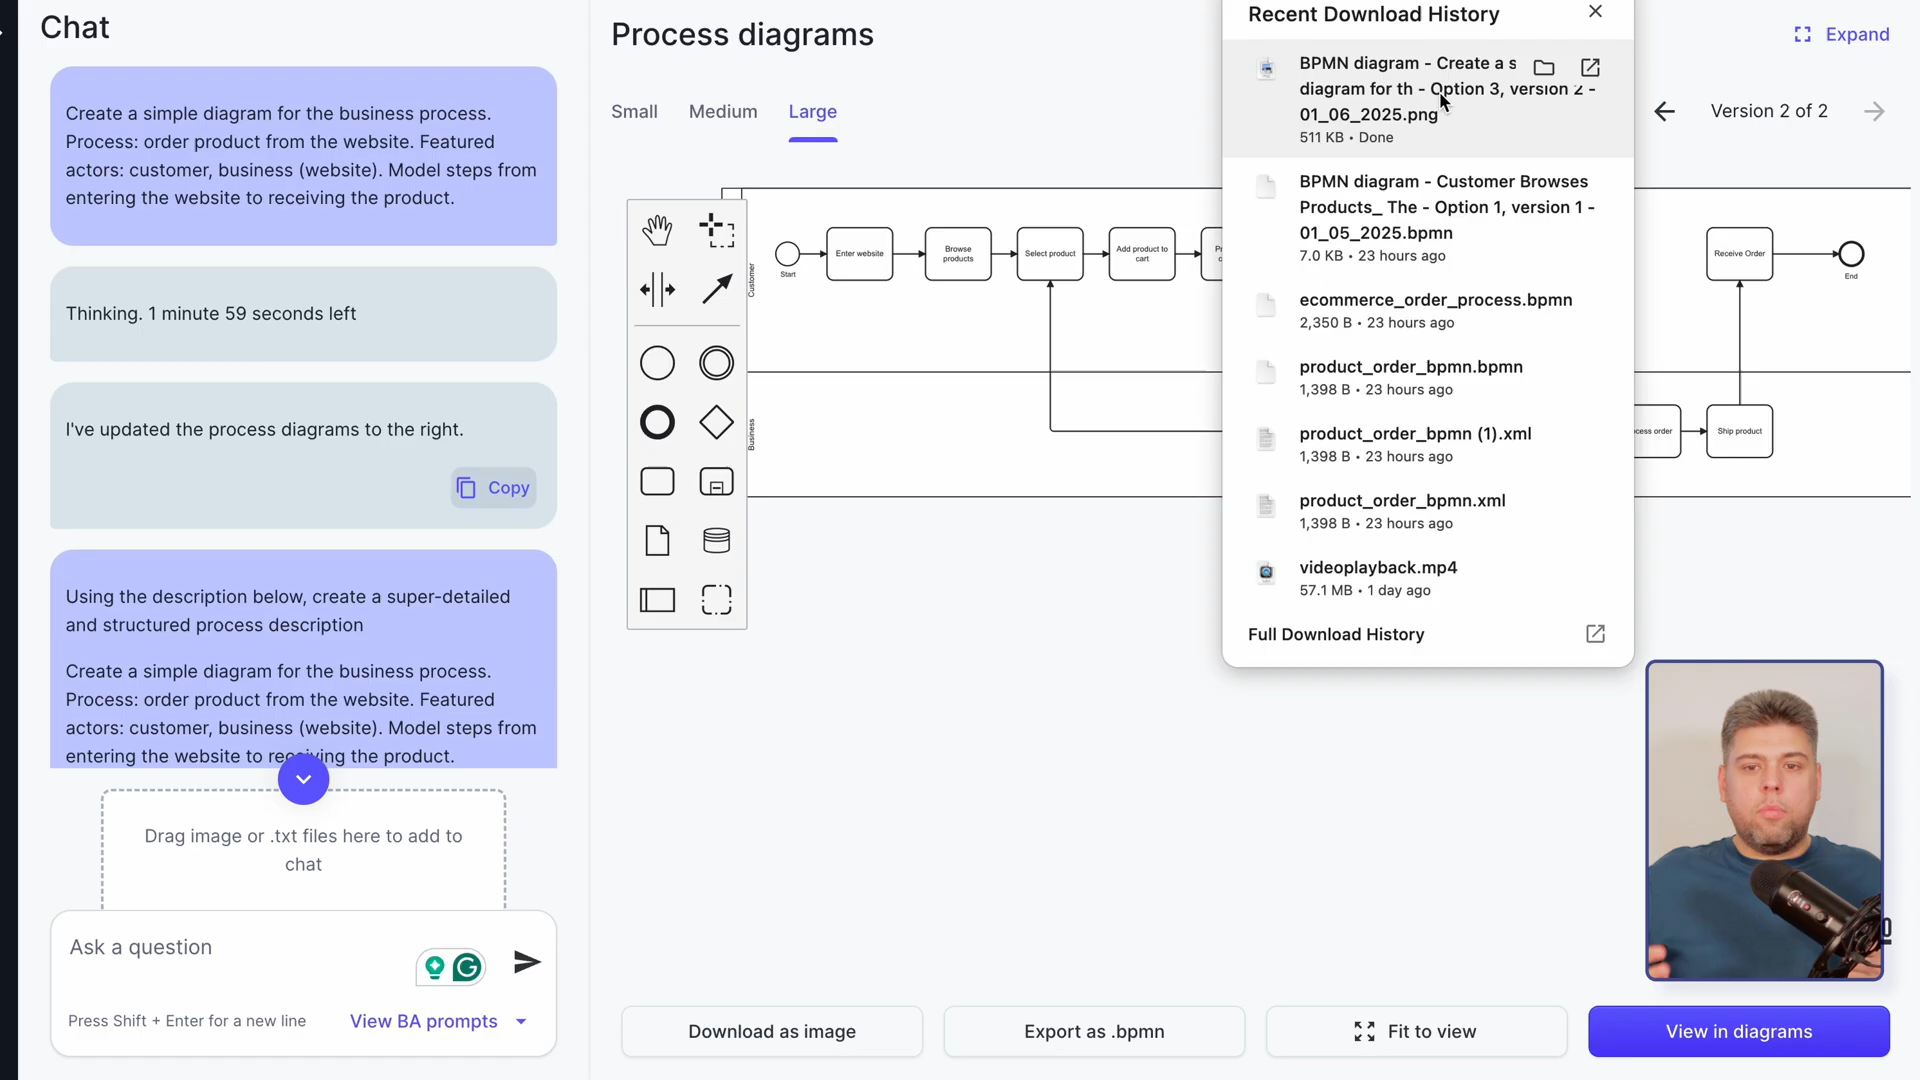 Chat
Create a simple diagram for the business process.
Process: order product from the website. Featured
actors: customer, business (website). Model steps from
entering the website to receiving the product.
Thinking. 1 minute 59 seconds left
I've updated the process diagrams to the right.
Copy
Using the description below, create a super-detailed
and structured process description
Create a simple diagram for the business process.
Process: order product from the website. Featured
actors: customer, business (website). Model steps from
entering the website to receiving the product.
Drag image or .txt files here to add to
chat
Ask a question
Press Shift + Enter for a new line
View BA prompts
Process diagrams
Expand
Small
Medium
Large
Version 2 of 2
Customer
Business
Start
Enter website
Browse
products
Select product
Add product to
cart
Receive Order
End
Ship product
Recent Download History
BPMN diagram - Create a s
diagram for th - Option 3, version 2 -
01_06_2025.png
511 KB • Done
BPMN diagram - Customer Browses
Products_ The - Option 1, version 1 -
01_05_2025.bpmn
7.0 KB • 23 hours ago
ecommerce_order_process.bpmn
2,350 B • 23 hours ago
product_order_bpmn.bpmn
1,398 B • 23 hours ago
product_order_bpmn (1).xml
1,398 B • 23 hours ago
product_order_bpmn.xml
1,398 B • 23 hours ago
videoplayback.mp4
57.1 MB • 1 day ago
Full Download History
Download as image
Export as .bpmn
Fit to view
View in diagrams